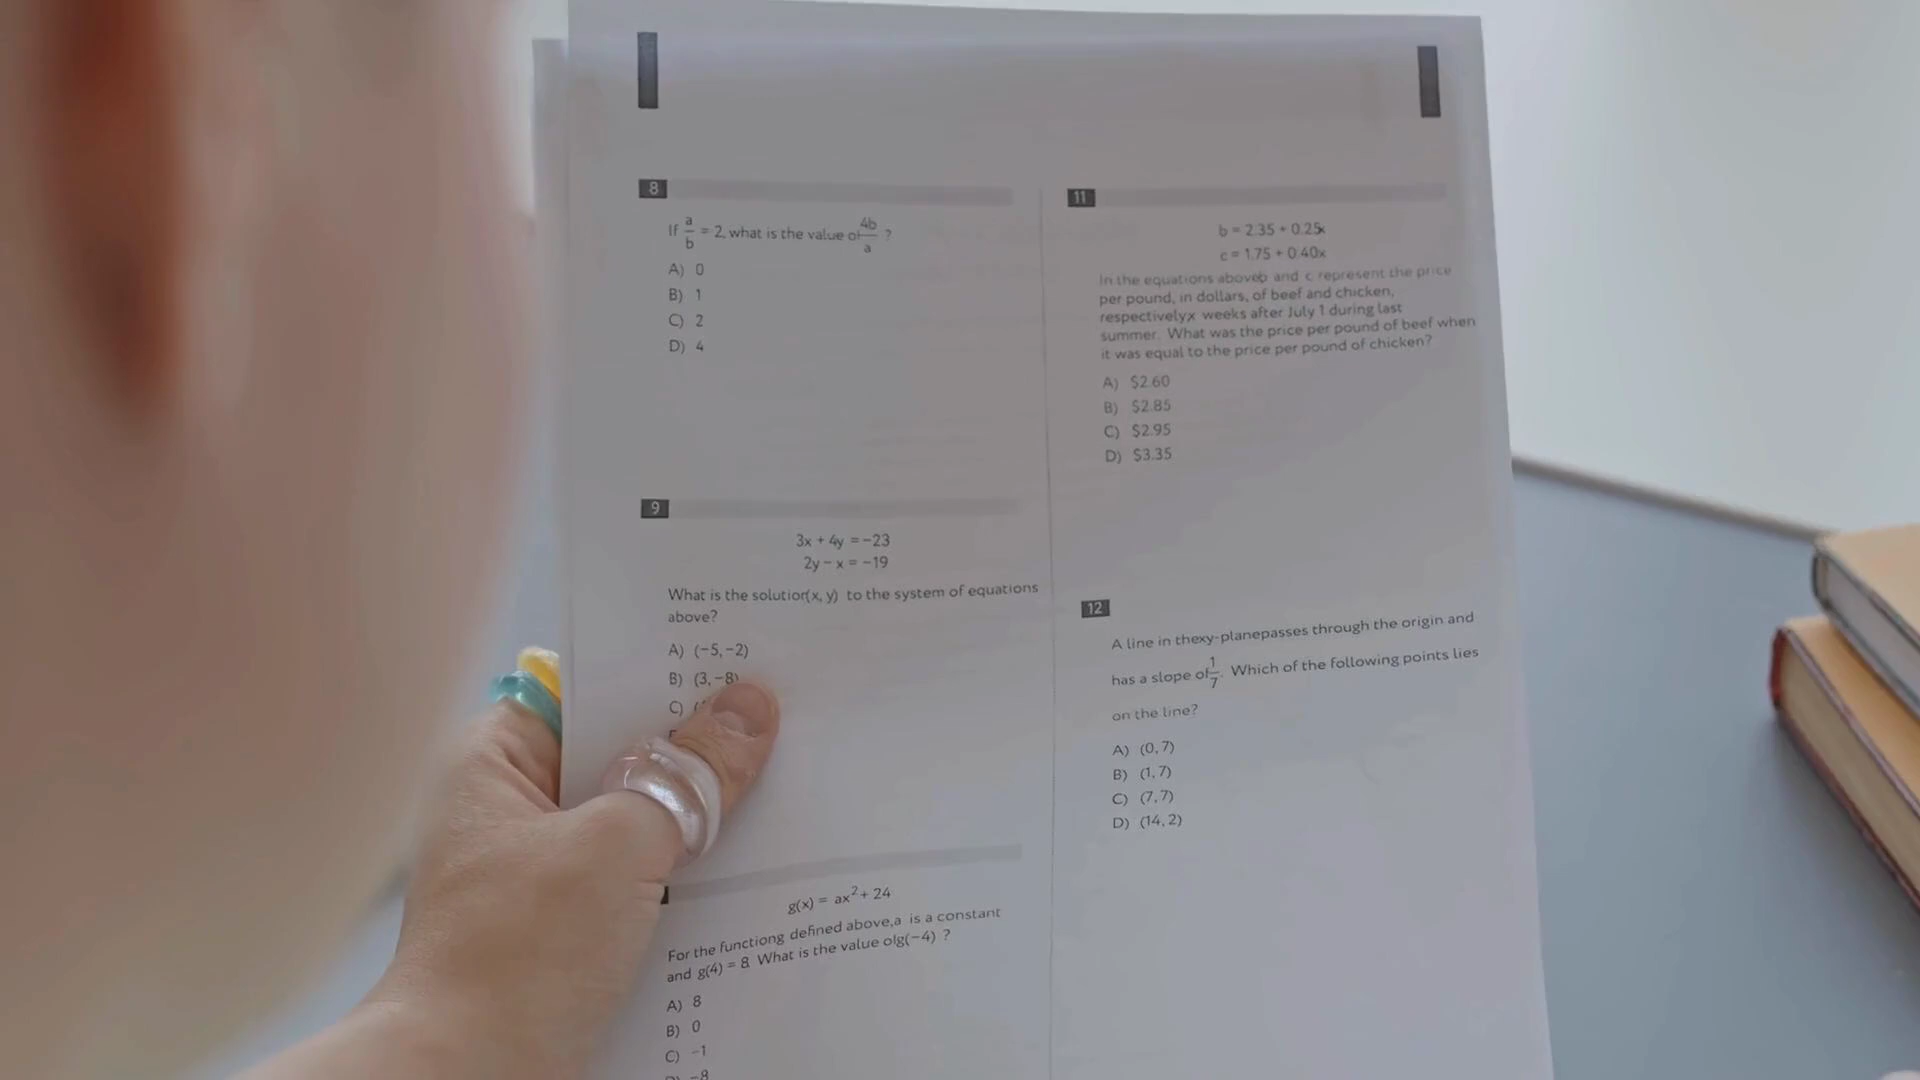 8
If a/b = 2, what is the value of 4b/a ?
A) 0
B) 1
C) 2
D) 4
9
3x + 4y = −23
2y − x = −19
What is the solution(x, y) to the system of equations
above?
A) (−5, −2)
B) (3, −8)
C) (
g(x) = ax² + 24
For the functiong defined above,a is a constant
and g(4) = 8. What is the value of g(−4) ?
A) 8
B) 0
C) −1
−8
11
b = 2.35 + 0.25x
c = 1.75 + 0.40x
In the equations aboveb and c represent the price
per pound, in dollars, of beef and chicken,
respectivelyx weeks after July 1 during last
summer. What was the price per pound of beef when
it was equal to the price per pound of chicken?
A) $2.60
B) $2.85
C) $2.95
D) $3.35
12
A line in thexy-planepasses through the origin and
has a slope of 1/7. Which of the following points lies
on the line?
A) (0, 7)
B) (1, 7)
C) (7, 7)
D) (14, 2)